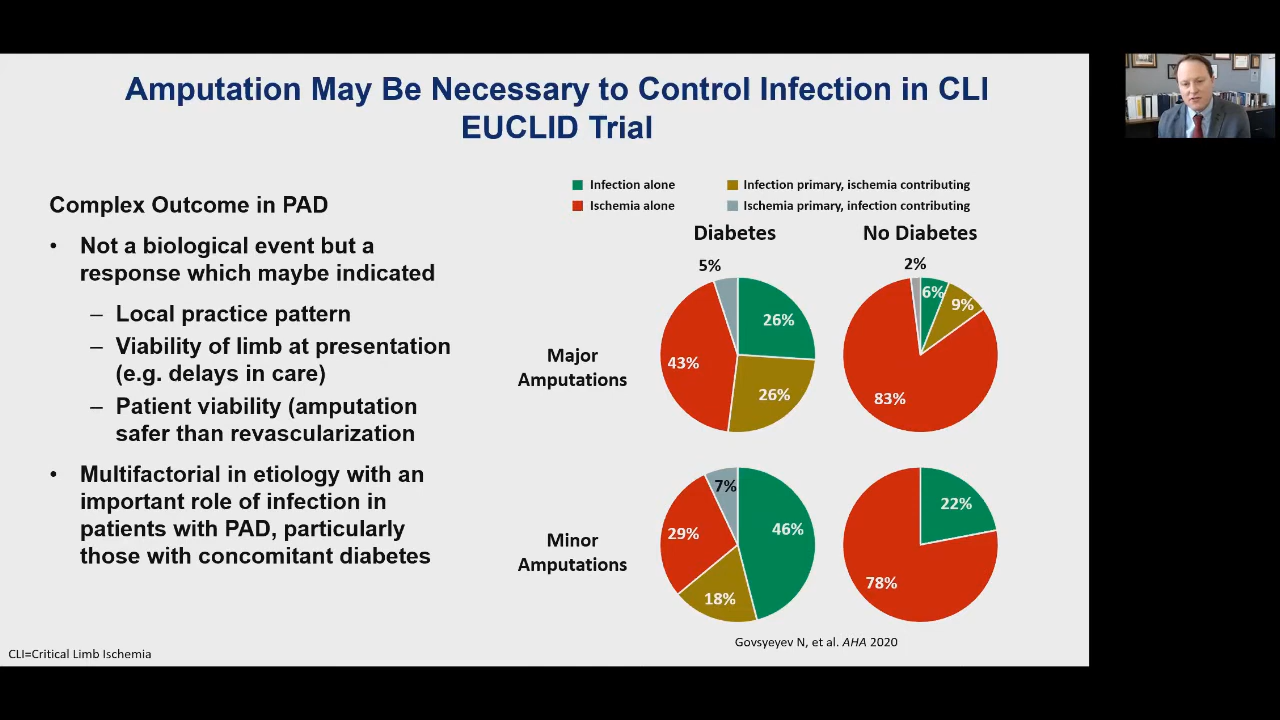 Amputation May Be Necessary to Control Infection in CLI
EUCLID Trial
Complex Outcome in PAD
• Not a biological event but a
response which maybe indicated
– Local practice pattern
– Viability of limb at presentation
(e.g. delays in care)
– Patient viability (amputation
safer than revascularization
• Multifactorial in etiology with an
important role of infection in
patients with PAD, particularly
those with concomitant diabetes
Infection alone
Infection primary, ischemia contributing
Ischemia alone
Ischemia primary, infection contributing
Diabetes
No Diabetes
Major
Amputations
5%
26%
43%
26%
2%
6%
9%
83%
Minor
Amputations
7%
46%
29%
18%
22%
78%
Govsyeyev N, et al. AHA 2020
CLI=Critical Limb Ischemia